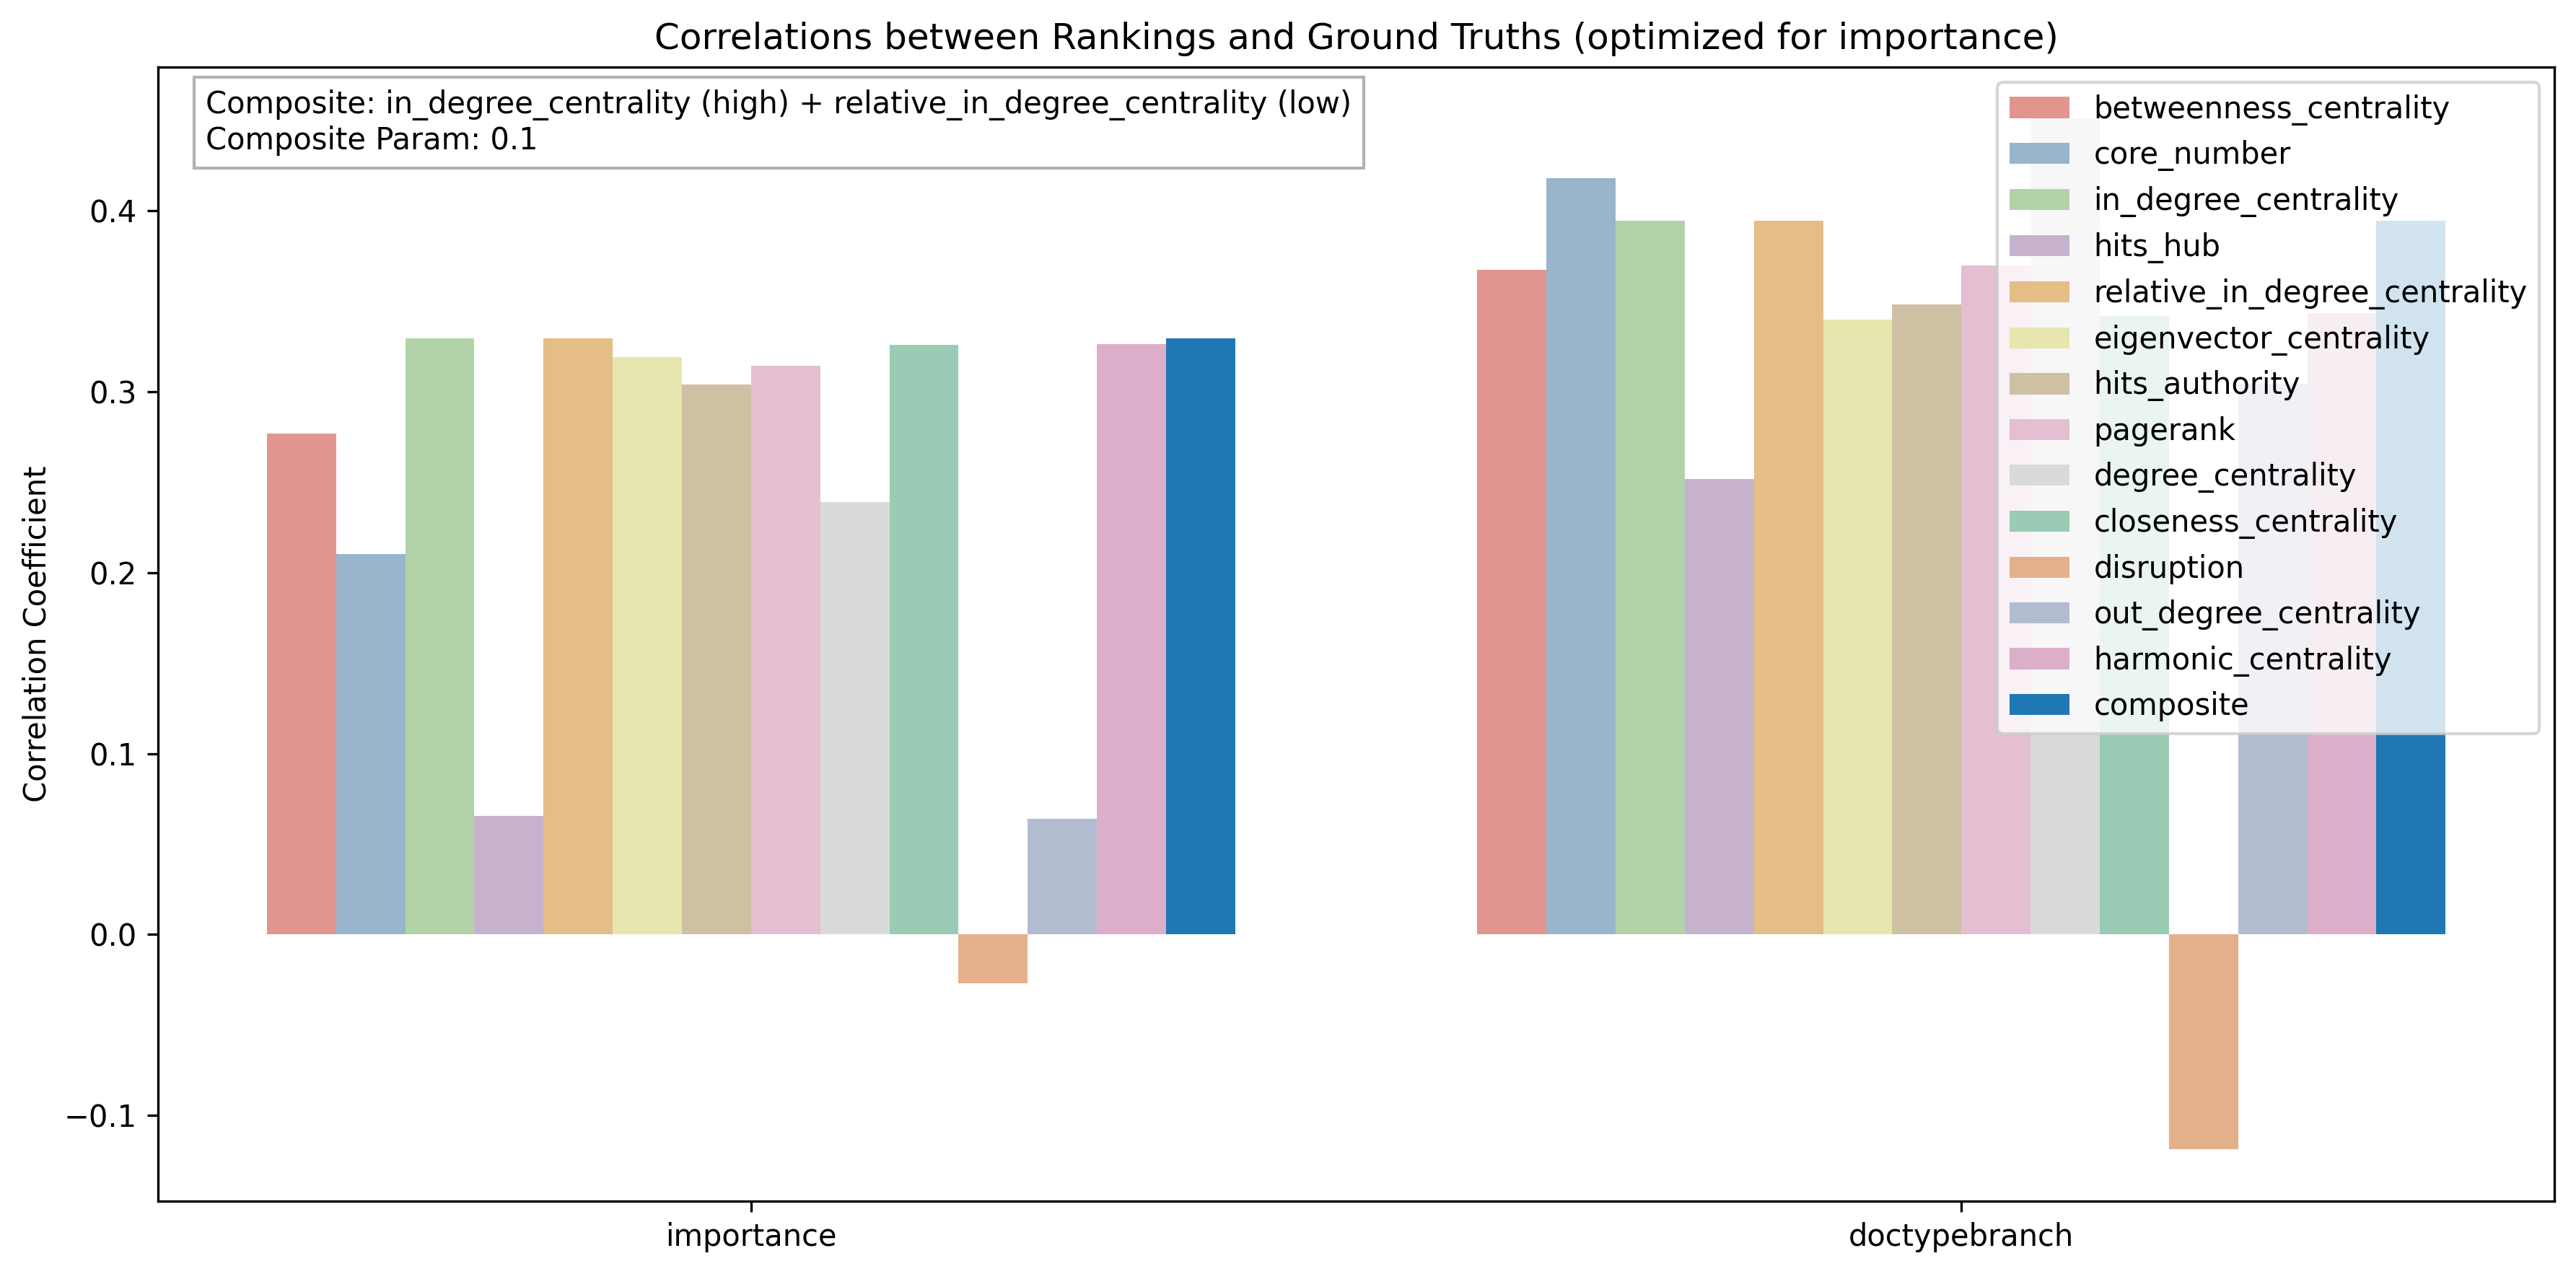 Correlations between Rankings and Ground Truths (optimized for importance)
Composite: in_degree_centrality (high) + relative_in_degree_centrality (low)
Composite Param: 0.1
betweenness_centrality
core_number
in_degree_centrality
hits_hub
relative_in_degree_centrality
eigenvector_centrality
hits_authority
pagerank
degree_centrality
closeness_centrality
disruption
out_degree_centrality
harmonic_centrality
composite
Correlation Coefficient
0.4
0.3
0.2
0.1
0.0
−0.1
importance
doctypebranch